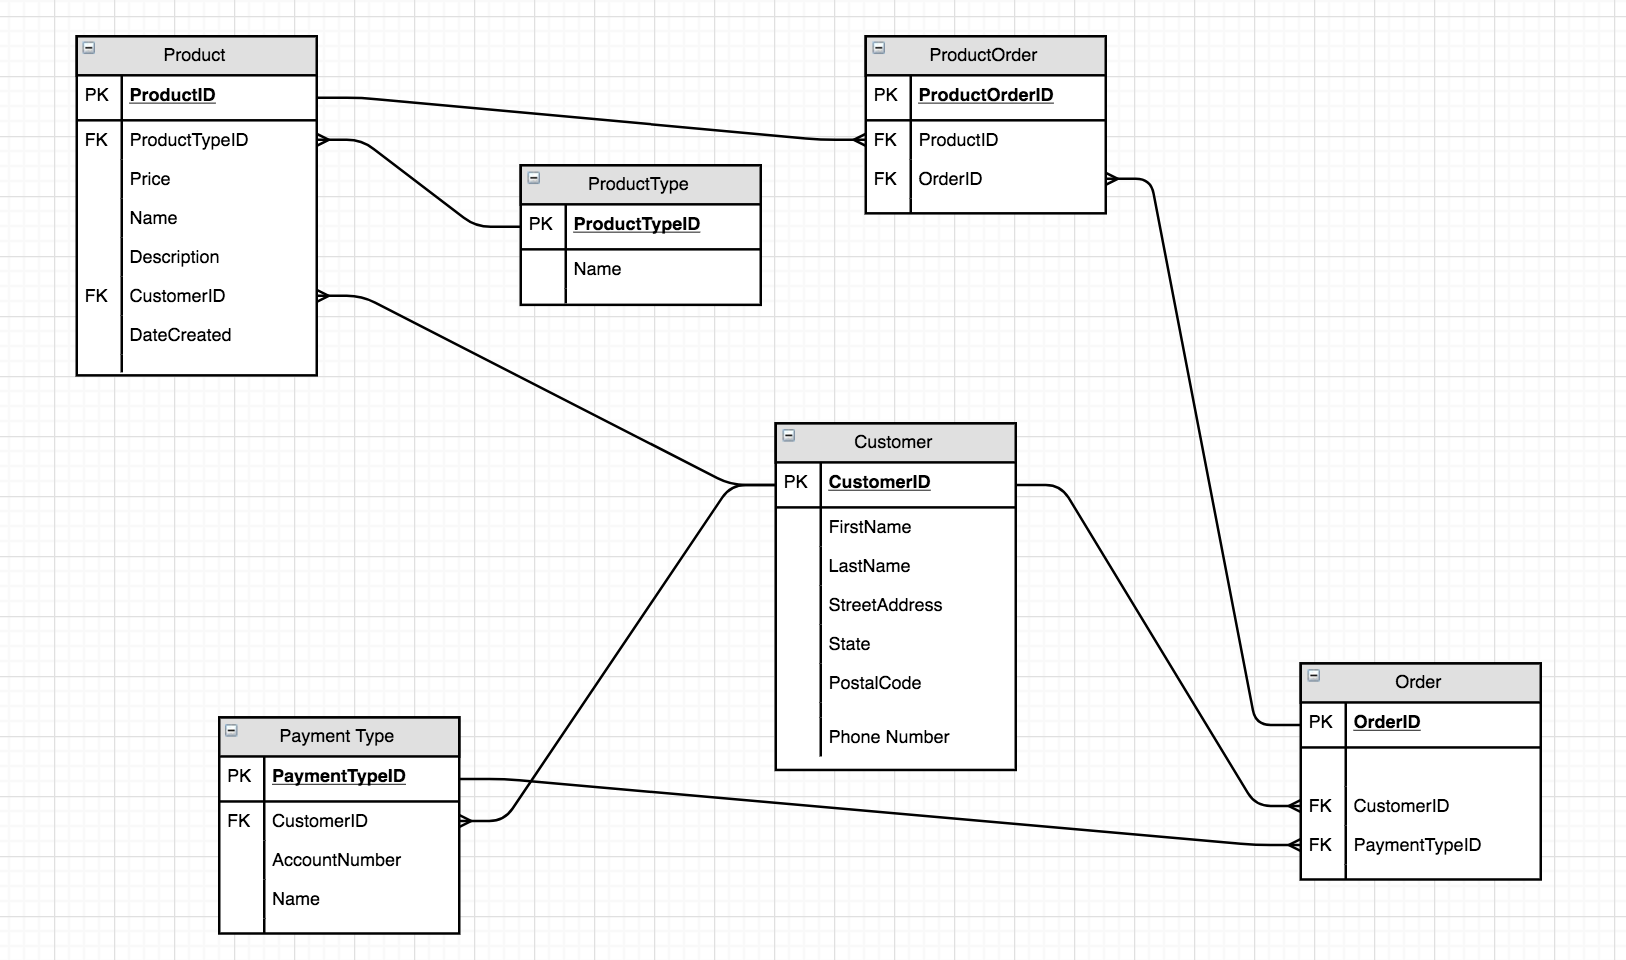 Product
PK ProductID
FK ProductTypeID
Price
Name
Description
FK CustomerID
DateCreated
ProductOrder
PK ProductOrderID
FK ProductID
FK OrderID
ProductType
PK ProductTypeID
Name
Customer
PK CustomerID
FirstName
LastName
StreetAddress
State
PostalCode
Phone Number
Payment Type
PK PaymentTypeID
FK CustomerID
AccountNumber
Name
Order
PK OrderID
FK CustomerID
FK PaymentTypeID